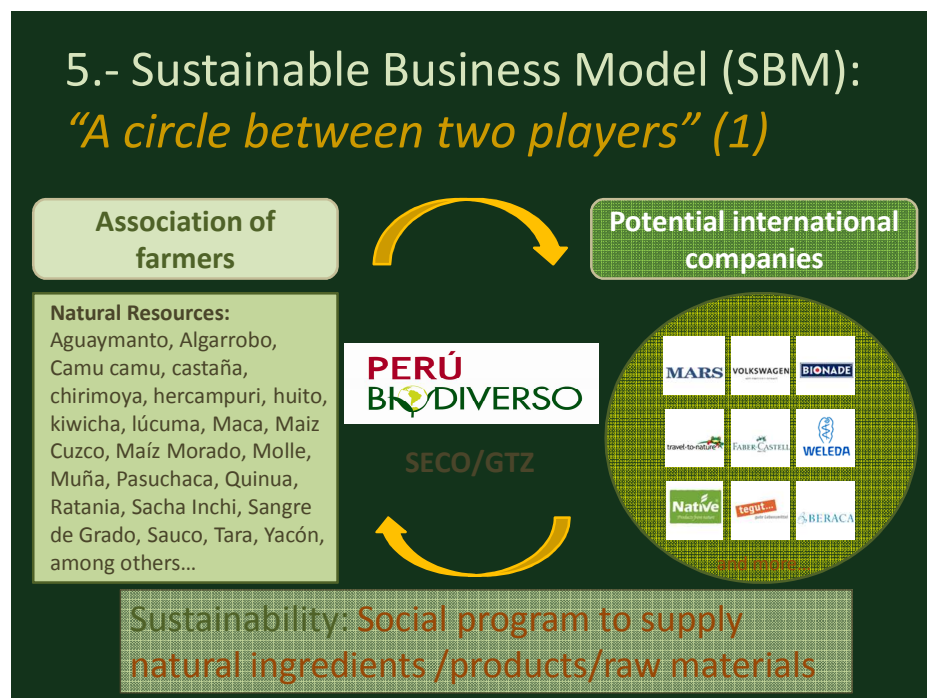 5.- Sustainable Business Model (SBM):
“A circle between two players” (1)
Association of
farmers
Potential international
companies
Natural Resources:
Aguaymanto, Algarrobo,
Camu camu, castaña,
chirimoya, hercampuri, huito,
kiwicha, lúcuma, Maca, Maiz
Cuzco, Maíz Morado, Molle,
Muña, Pasuchaca, Quinua,
Ratania, Sacha Inchi, Sangre
de Grado, Sauco, Tara, Yacón,
among others…
PERÚ
BIODIVERSO
SECO/GTZ
MARS
VOLKSWAGEN
BIONADE
travel-to-nature
FABER-CASTELL
WELEDA
Native
tegut...
BERACA
and more…
Sustainability: Social program to supply
natural ingredients /products/raw materials